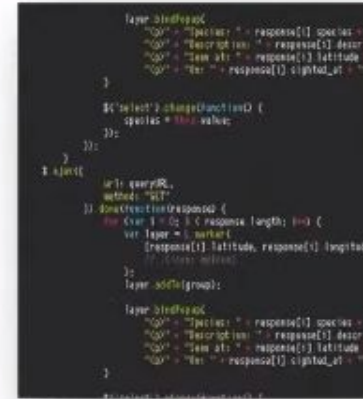 layer.bindPopup(
"<p>" + "Species: " + response[i].species +
"<p>" + "Description: " + response[i].descr
"<p>" + "Seen at: " + response[i].latitude
"<p>" + "On: " + response[i].sighted_at +
}
$('select').change(function() {
species = this.value;
});
});
}
$.ajax({
url: queryURL,
method: "GET"
}).done(function(response) {
for (var i = 0; i < response.length; i++) {
var layer = L.marker(
[response[i].latitude, response[i].longitud
);
layer.addTo(group);
layer.bindPopup(
"<p>" + "Species: " + response[i].species +
"<p>" + "Description: " + response[i].descr
"<p>" + "Seen at: " + response[i].latitude
"<p>" + "On: " + response[i].sighted_at +
}